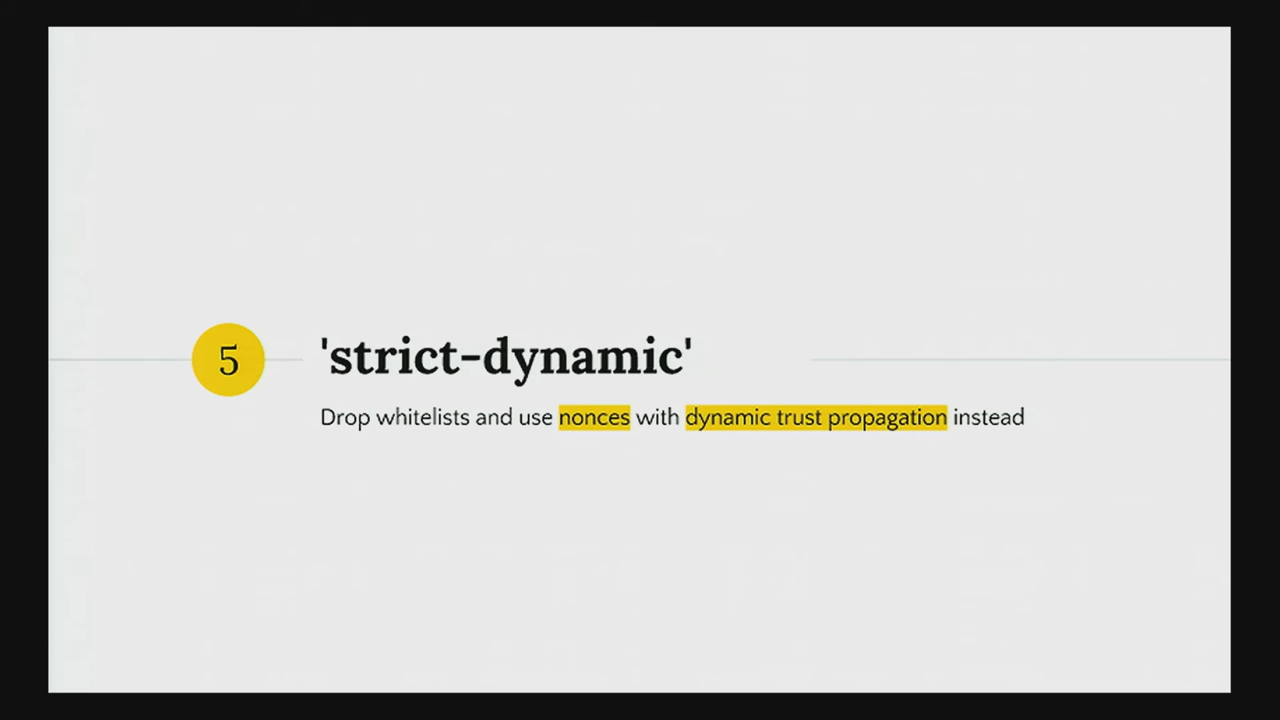 5
'strict-dynamic'
Drop whitelists and use nonces with dynamic trust propagation instead